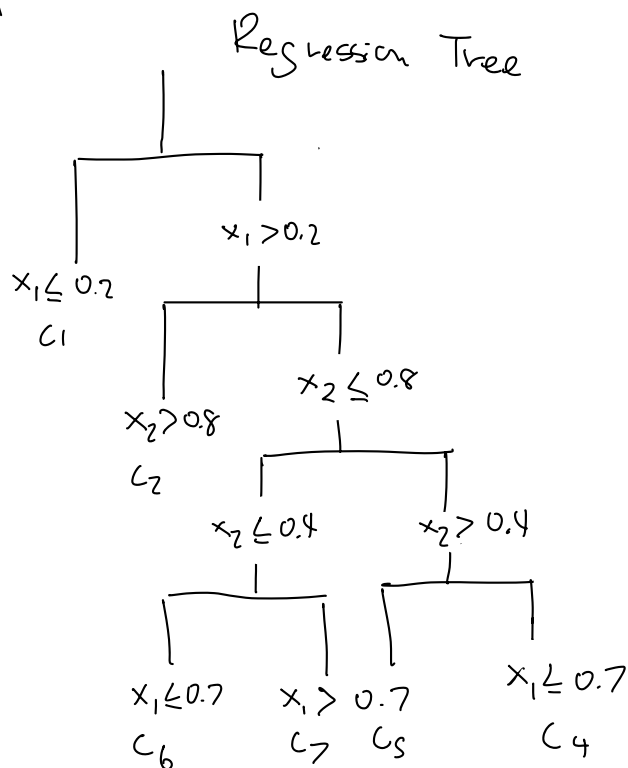 Regression Tree
x₁ > 0.2
x₁ ≤ 0.2
C1
x₂ ≤ 0.8
x₂ > 0.8
C₂
x₂ ≤ 0.4
x₂ > 0.4
x₁ ≤ 0.7
x₁ > 0.7
x₁ ≤ 0.7
C₆
C₇
C₅
C₄